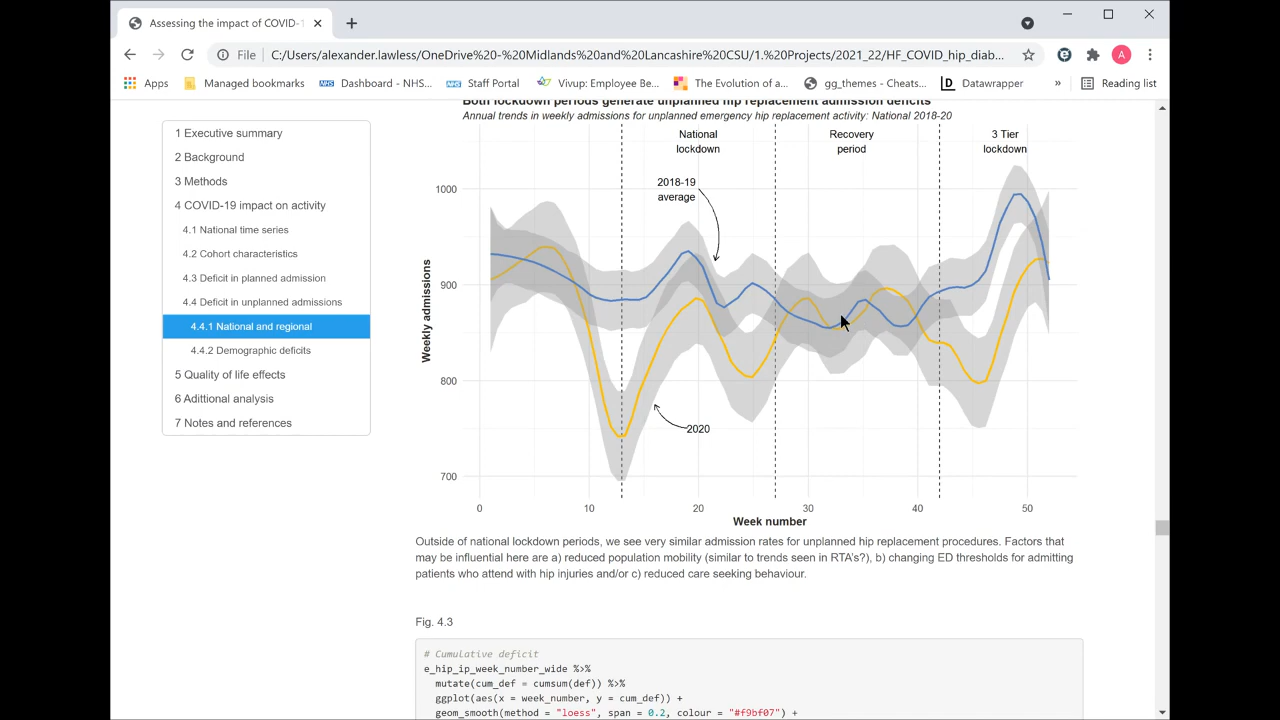 Assessing the impact of COVID-1
File
C:/Users/alexander.lawless/OneDrive%20-%20Midlands%20and%20Lancashire%20CSU/1.%20Projects/2021_22/HF_COVID_hip_diab...
A
Apps
Managed bookmarks
Dashboard - NHS...
Staff Portal
Vivup: Employee Be...
The Evolution of a...
gg_themes - Cheats...
Datawrapper
»
Reading list
1 Executive summary
2 Background
3 Methods
4 COVID-19 impact on activity
4.1 National time series
4.2 Cohort characteristics
4.3 Deficit in planned admission
4.4 Deficit in unplanned admissions
4.4.1 National and regional
4.4.2 Demographic deficits
5 Quality of life effects
6 Aditional analysis
7 Notes and references
Both lockdown periods generate unplanned hip replacement admission deficits
Annual trends in weekly admissions for unplanned emergency hip replacement activity: National 2018-20
National
lockdown
Recovery
period
3 Tier
lockdown
2018-19
average
2020
Weekly admissions
1000
900
800
700
0
10
20
30
40
50
Week number
Outside of national lockdown periods, we see very similar admission rates for unplanned hip replacement procedures. Factors that
may be influential here are a) reduced population mobility (similar to trends seen in RTA's?), b) changing ED thresholds for admitting
patients who attend with hip injuries and/or c) reduced care seeking behaviour.
Fig. 4.3
# Cumulative deficit
e_hip_ip_week_number_wide %>%
mutate(cum_def = cumsum(def)) %>%
ggplot(aes(x = week_number, y = cum_def)) +
geom_smooth(method = "loess", span = 0.2, colour = "#f9bf07") +